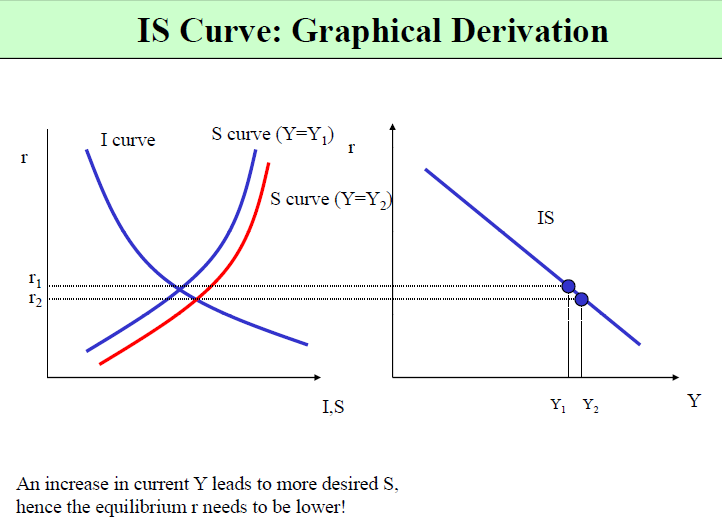 IS Curve: Graphical Derivation
I curve
S curve (Y=Y₁)
r
r
S curve (Y=Y₂)
IS
r₁
r₂
I,S
Y₁ Y₂
Y
An increase in current Y leads to more desired S,
hence the equilibrium r needs to be lower!